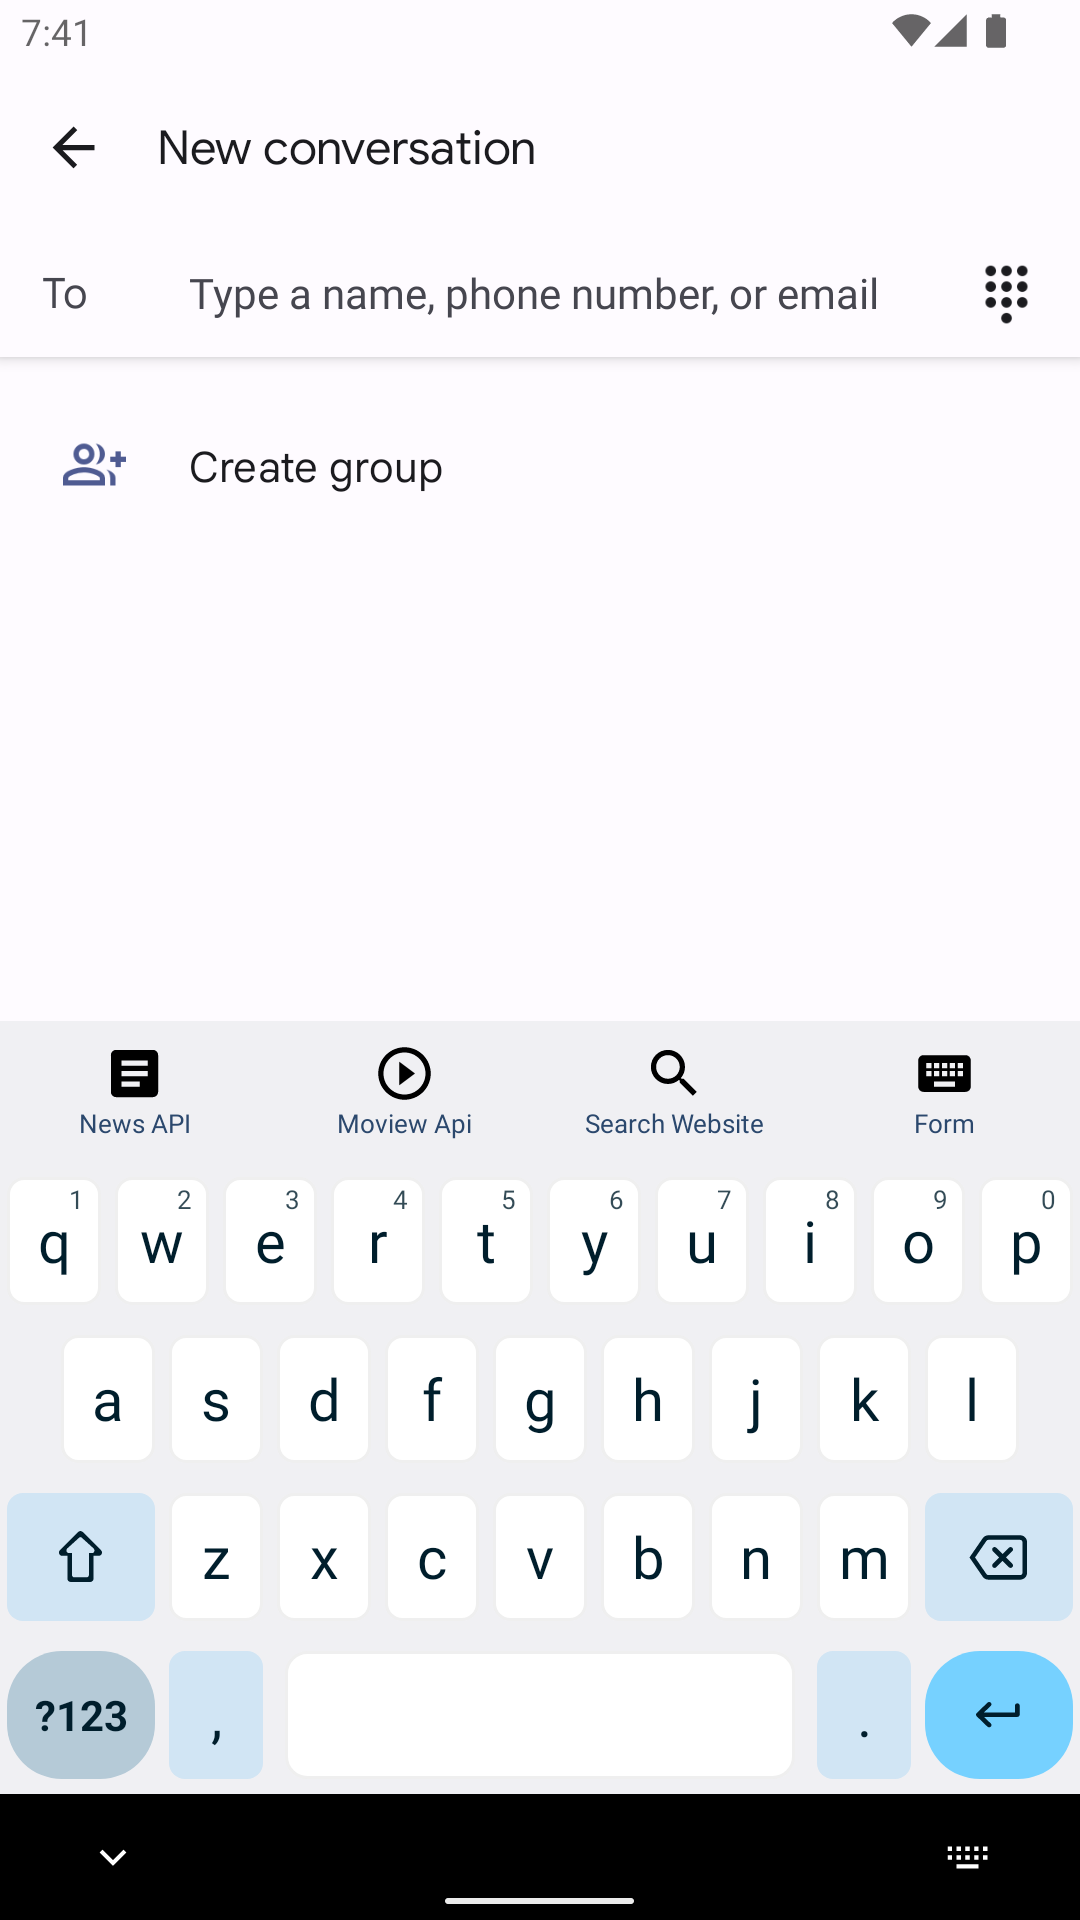 7:41
New conversation
To Type a name, phone number, or email
Create group
News API Moview Api Search Website Form
1 2 3 4 5 6 7 8 9 0
q w e r t y u i o p
a s d f g h j k l
z x c v b n m
?123 , .